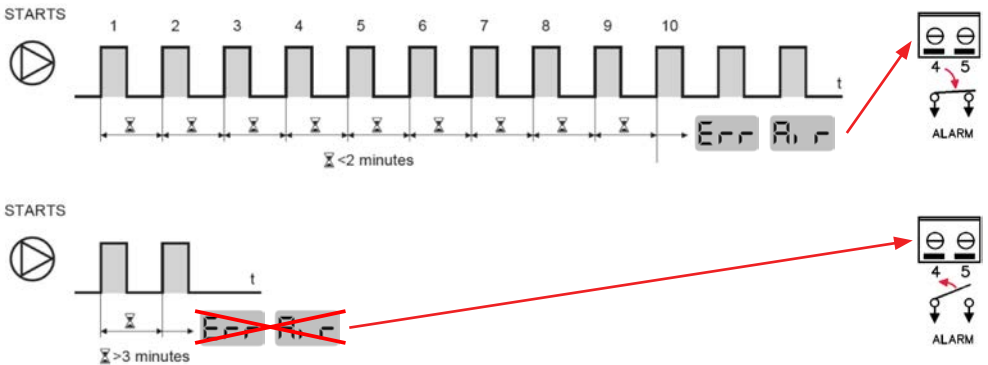 STARTS
1 2 3 4 5 6 7 8 9 10
t
4 5
ALARM
<2 minutes
Err Air
STARTS
t
4 5
ALARM
Err Air
>3 minutes